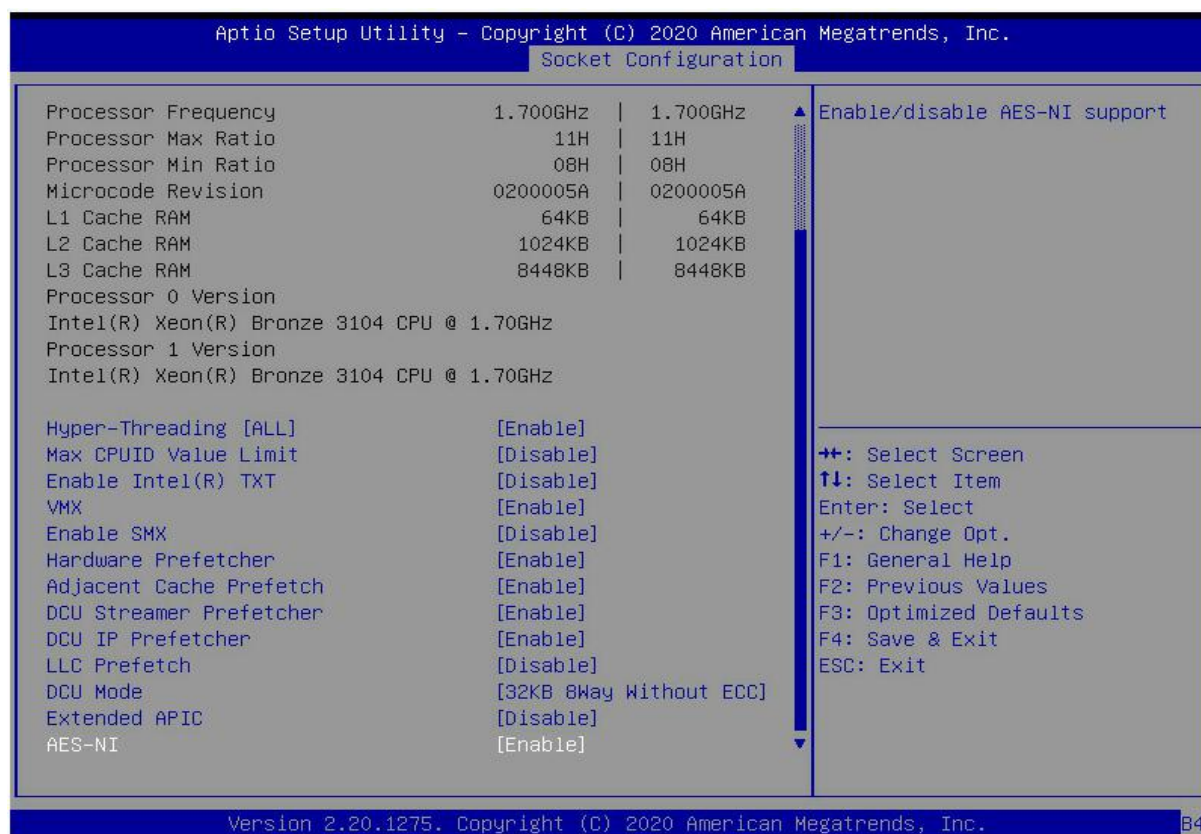 Aptio Setup Utility – Copyright (C) 2020 American Megatrends, Inc.
Socket Configuration
Processor Frequency 1.700GHz | 1.700GHz
Processor Max Ratio 11H | 11H
Processor Min Ratio 08H | 08H
Microcode Revision 0200005A | 0200005A
L1 Cache RAM 64KB | 64KB
L2 Cache RAM 1024KB | 1024KB
L3 Cache RAM 8448KB | 8448KB
Processor 0 Version
Intel(R) Xeon(R) Bronze 3104 CPU @ 1.70GHz
Processor 1 Version
Intel(R) Xeon(R) Bronze 3104 CPU @ 1.70GHz
Hyper-Threading [ALL] [Enable]
Max CPUID Value Limit [Disable]
Enable Intel(R) TXT [Disable]
VMX [Enable]
Enable SMX [Disable]
Hardware Prefetcher [Enable]
Adjacent Cache Prefetch [Enable]
DCU Streamer Prefetcher [Enable]
DCU IP Prefetcher [Enable]
LLC Prefetch [Disable]
DCU Mode [32KB 8Way Without ECC]
Extended APIC [Disable]
AES-NI [Enable]
Enable/disable AES-NI support
→←: Select Screen
↑↓: Select Item
Enter: Select
+/-: Change Opt.
F1: General Help
F2: Previous Values
F3: Optimized Defaults
F4: Save & Exit
ESC: Exit
Version 2.20.1275. Copyright (C) 2020 American Megatrends, Inc.
B4